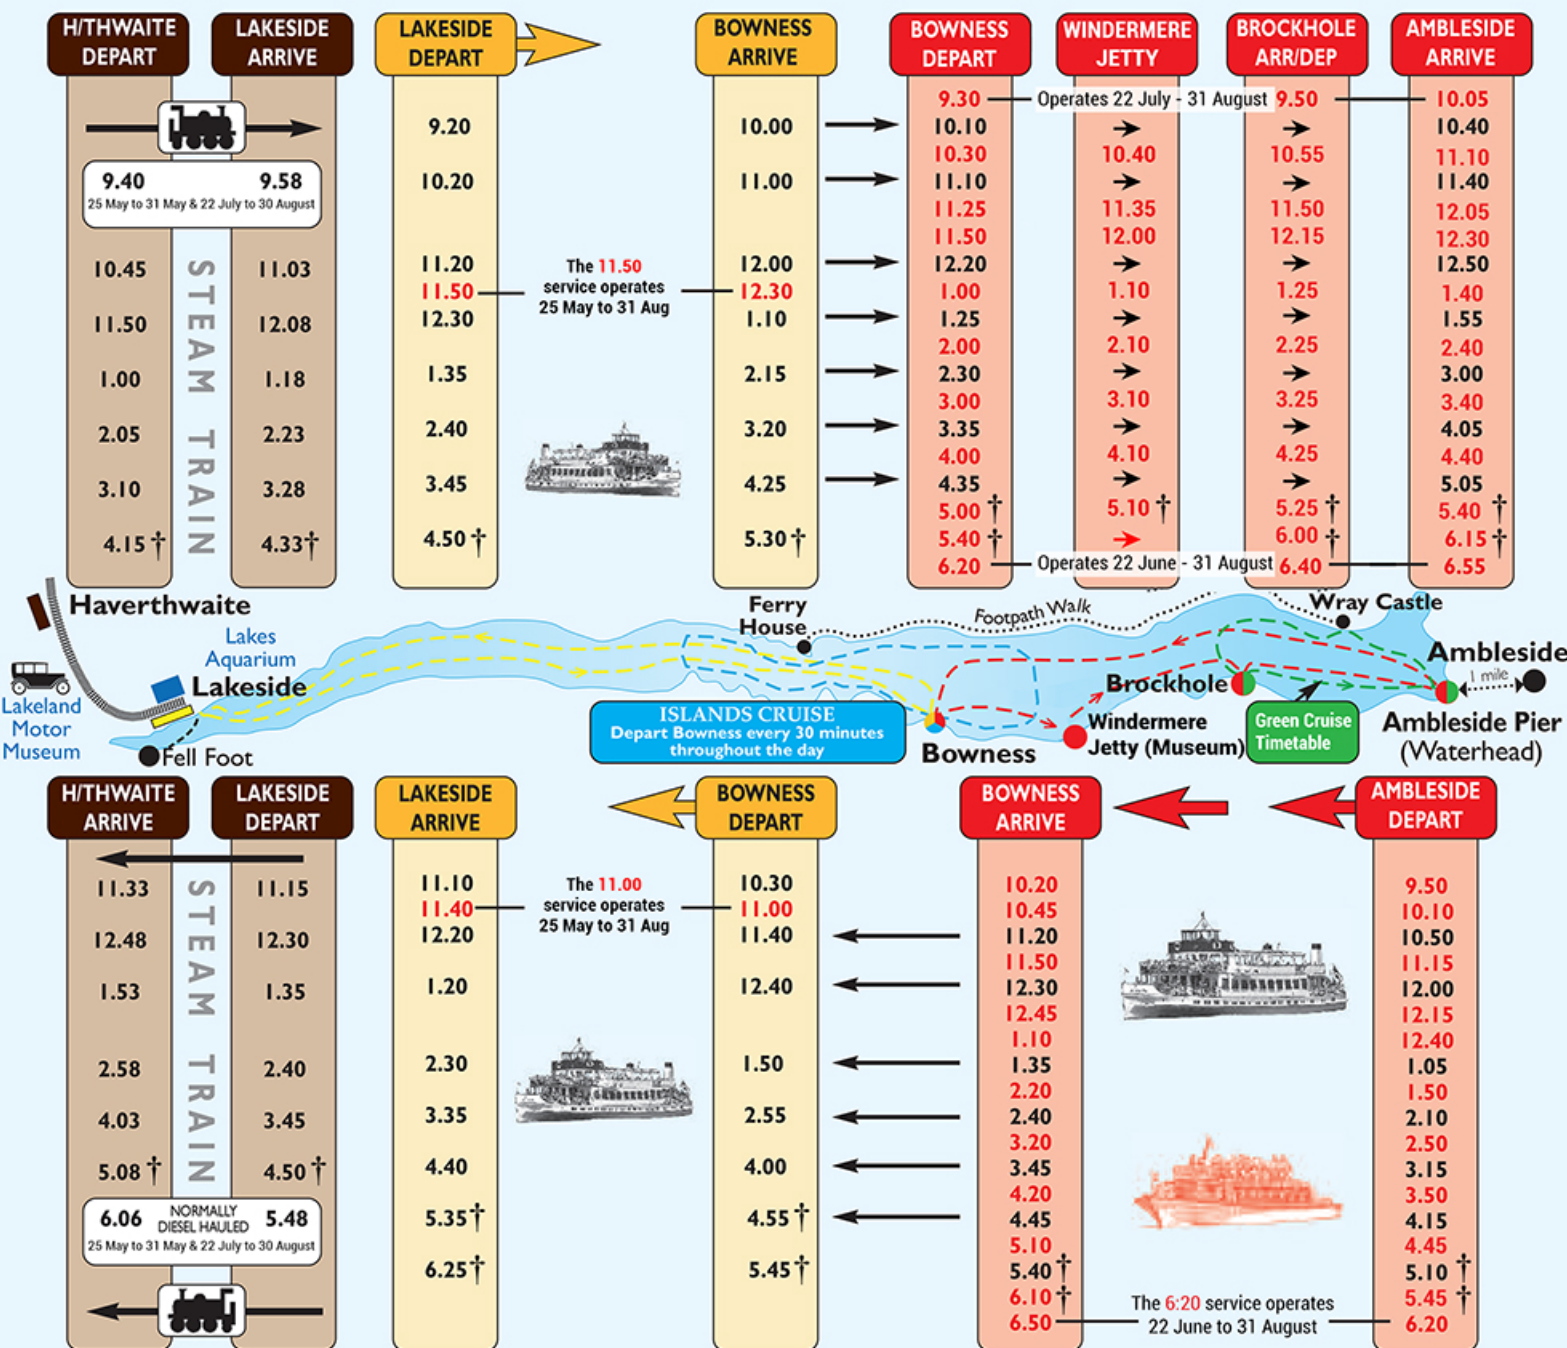 H/THWAITE DEPART
LAKESIDE ARRIVE
LAKESIDE DEPART
BOWNESS ARRIVE
BOWNESS DEPART
WINDERMERE JETTY
BROCKHOLE ARR/DEP
AMBLESIDE ARRIVE
9.30 Operates 22 July - 31 August 9.50 10.05
9.20 10.00 10.10 10.40
10.30 10.40 10.55 11.10
9.40 9.58 10.20 11.00 11.10 11.40
25 May to 31 May & 22 July to 30 August
11.25 11.35 11.50 12.05
11.50 12.00 12.15 12.30
10.45 11.03 11.20 12.00 12.20 12.50
The 11.50
service operates
25 May to 31 Aug
11.50 12.30 1.00 1.10 1.25 1.40
11.50 12.08 12.30 1.10 1.25 1.55
2.00 2.10 2.25 2.40
1.00 1.18 1.35 2.15 2.30 3.00
3.00 3.10 3.25 3.40
2.05 2.23 2.40 3.20 3.35 4.05
4.00 4.10 4.25 4.40
3.10 3.28 3.45 4.25 4.35 5.05
5.00 † 5.10 † 5.25 † 5.40 †
4.15 † 4.33† 4.50 † 5.30 † 5.40 † 6.00 † 6.15 †
6.20 Operates 22 June - 31 August 6.40 6.55
STEAM TRAIN
Haverthwaite
Lakes
Aquarium
Lakeside
Lakeland
Motor
Museum
Fell Foot
Ferry
House
Footpath Walk
Wray Castle
Ambleside
1 mile
Brockhole
ISLANDS CRUISE
Depart Bowness every 30 minutes
throughout the day
Bowness
Windermere
Jetty (Museum)
Green Cruise
Timetable
Ambleside Pier
(Waterhead)
H/THWAITE ARRIVE
LAKESIDE DEPART
LAKESIDE ARRIVE
BOWNESS DEPART
BOWNESS ARRIVE
AMBLESIDE DEPART
11.33 11.15 11.10 10.30 10.20 9.50
The 11.00
service operates
25 May to 31 Aug
11.40 11.00 10.45 10.10
12.48 12.30 12.20 11.40 11.20 10.50
11.50 11.15
1.53 1.35 1.20 12.40 12.30 12.00
12.45 12.15
1.10 12.40
2.58 2.40 2.30 1.50 1.35 1.05
2.20 1.50
4.03 3.45 3.35 2.55 2.40 2.10
3.20 2.50
5.08 † 4.50 † 4.40 4.00 3.45 3.15
4.20 3.50
6.06 NORMALLY DIESEL HAULED 5.48 5.35† 4.55 † 4.45 4.15
25 May to 31 May & 22 July to 30 August
5.10 4.45
6.25† 5.45† 5.40 † 5.10 †
6.10 † 5.45 †
The 6:20 service operates
22 June to 31 August
6.50 6.20
STEAM TRAIN